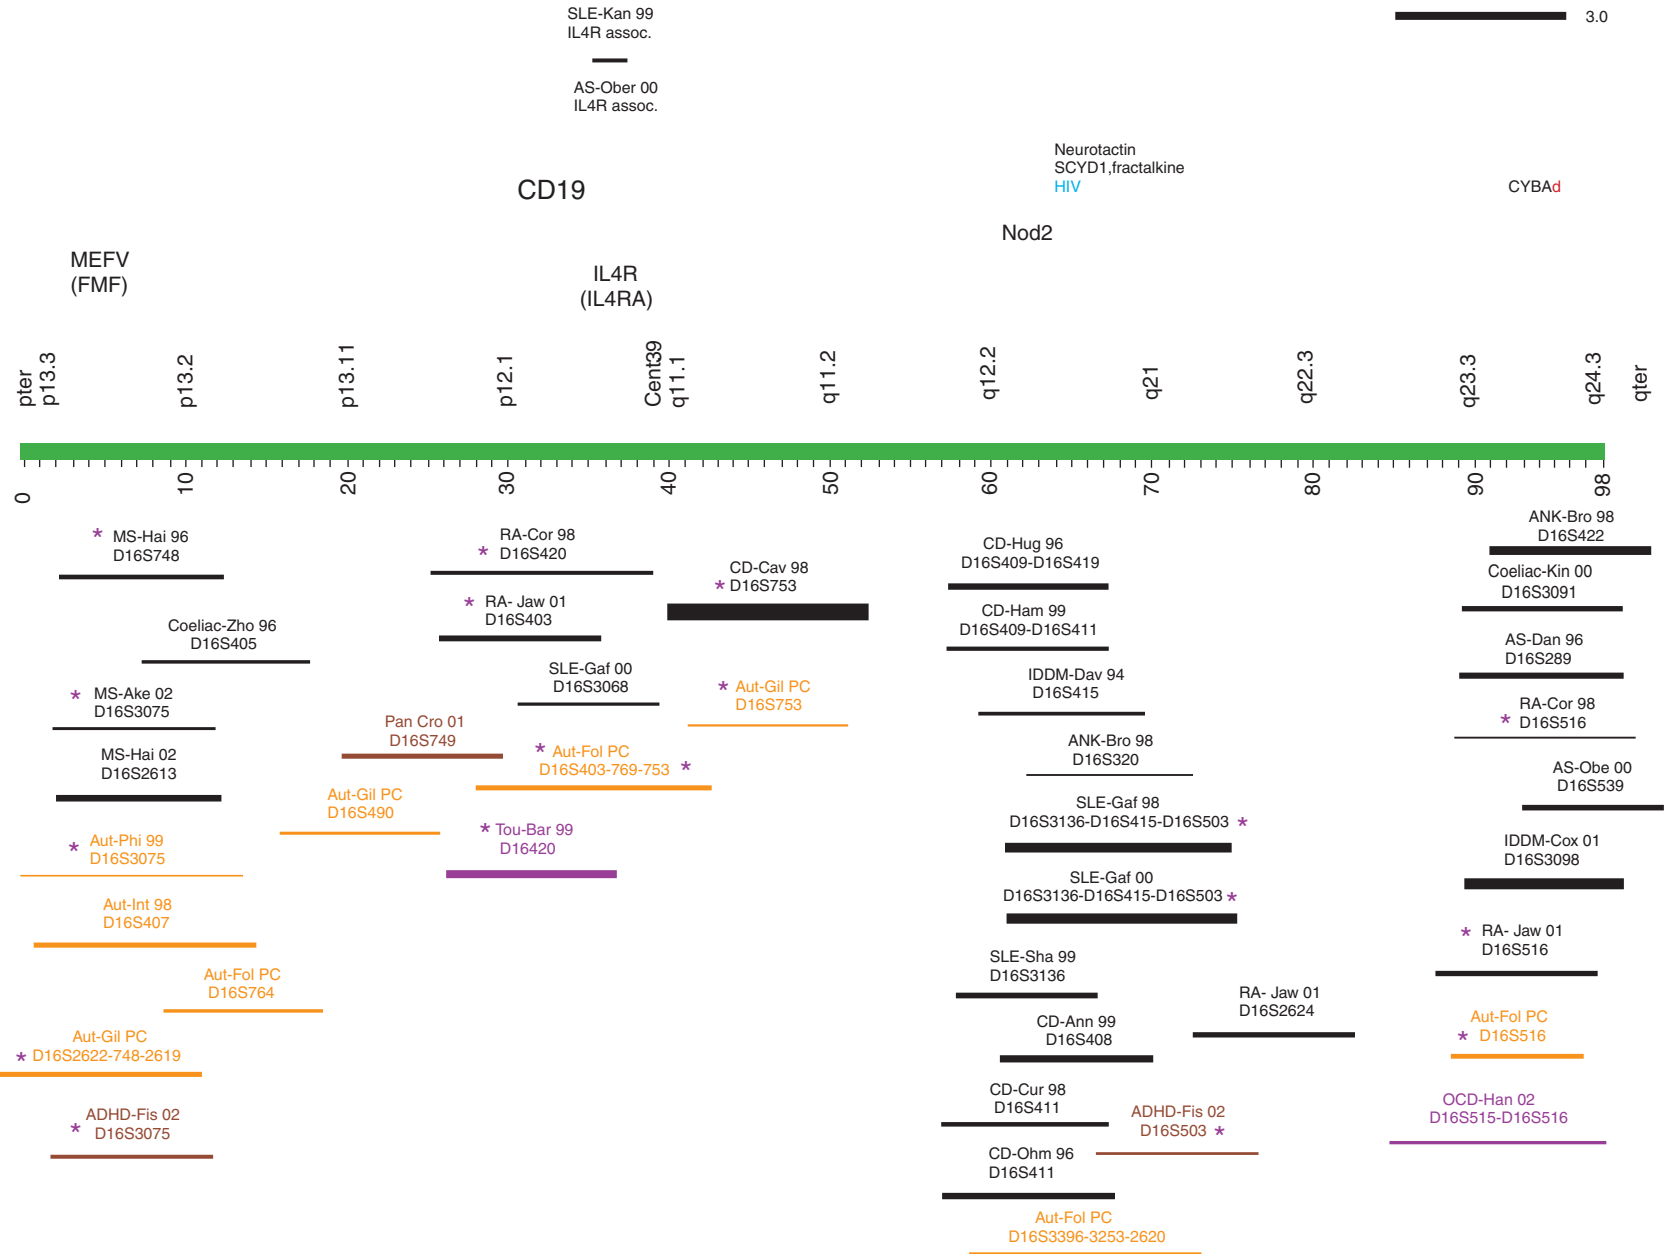 SLE-Kan 99
IL4R assoc.
3.0
AS-Ober 00
IL4R assoc.
Neurotactin
SCYD1,fractalkine
HIV
CD19
CYBAd
Nod2
MEFV
(FMF)
IL4R
(IL4RA)
pter
p13.3
p13.2
p13.11
p12.1
Cent39
q11.1
q11.2
q12.2
q21
q22.3
q23.3
q24.3
qter
0
10
20
30
40
50
60
70
80
90
98
* MS-Hai 96
D16S748
Coeliac-Zho 96
D16S405
* MS-Ake 02
D16S3075
MS-Hai 02
D16S2613
Aut-Phi 99
* D16S3075
Aut-Int 98
D16S407
Aut-Fol PC
D16S764
Aut-Gil PC
* D16S2622-748-2619
ADHD-Fis 02
* D16S3075
Pan Cro 01
D16S749
Aut-Gil PC
D16S490
RA-Cor 98
* D16S420
* RA- Jaw 01
D16S403
SLE-Gaf 00
D16S3068
* Aut-Fol PC
D16S403-769-753 *
* Tou-Bar 99
D16420
CD-Cav 98
* D16S753
* Aut-Gil PC
D16S753
CD-Hug 96
D16S409-D16S419
CD-Ham 99
D16S409-D16S411
IDDM-Dav 94
D16S415
ANK-Bro 98
D16S320
SLE-Gaf 98
D16S3136-D16S415-D16S503 *
SLE-Gaf 00
D16S3136-D16S415-D16S503 *
SLE-Sha 99
D16S3136
CD-Ann 99
D16S408
CD-Cur 98
D16S411
CD-Ohm 96
D16S411
Aut-Fol PC
D16S3396-3253-2620
RA- Jaw 01
D16S2624
ADHD-Fis 02
D16S503 *
ANK-Bro 98
D16S422
Coeliac-Kin 00
D16S3091
AS-Dan 96
D16S289
RA-Cor 98
* D16S516
AS-Obe 00
D16S539
IDDM-Cox 01
D16S3098
* RA- Jaw 01
D16S516
Aut-Fol PC
* D16S516
OCD-Han 02
D16S515-D16S516